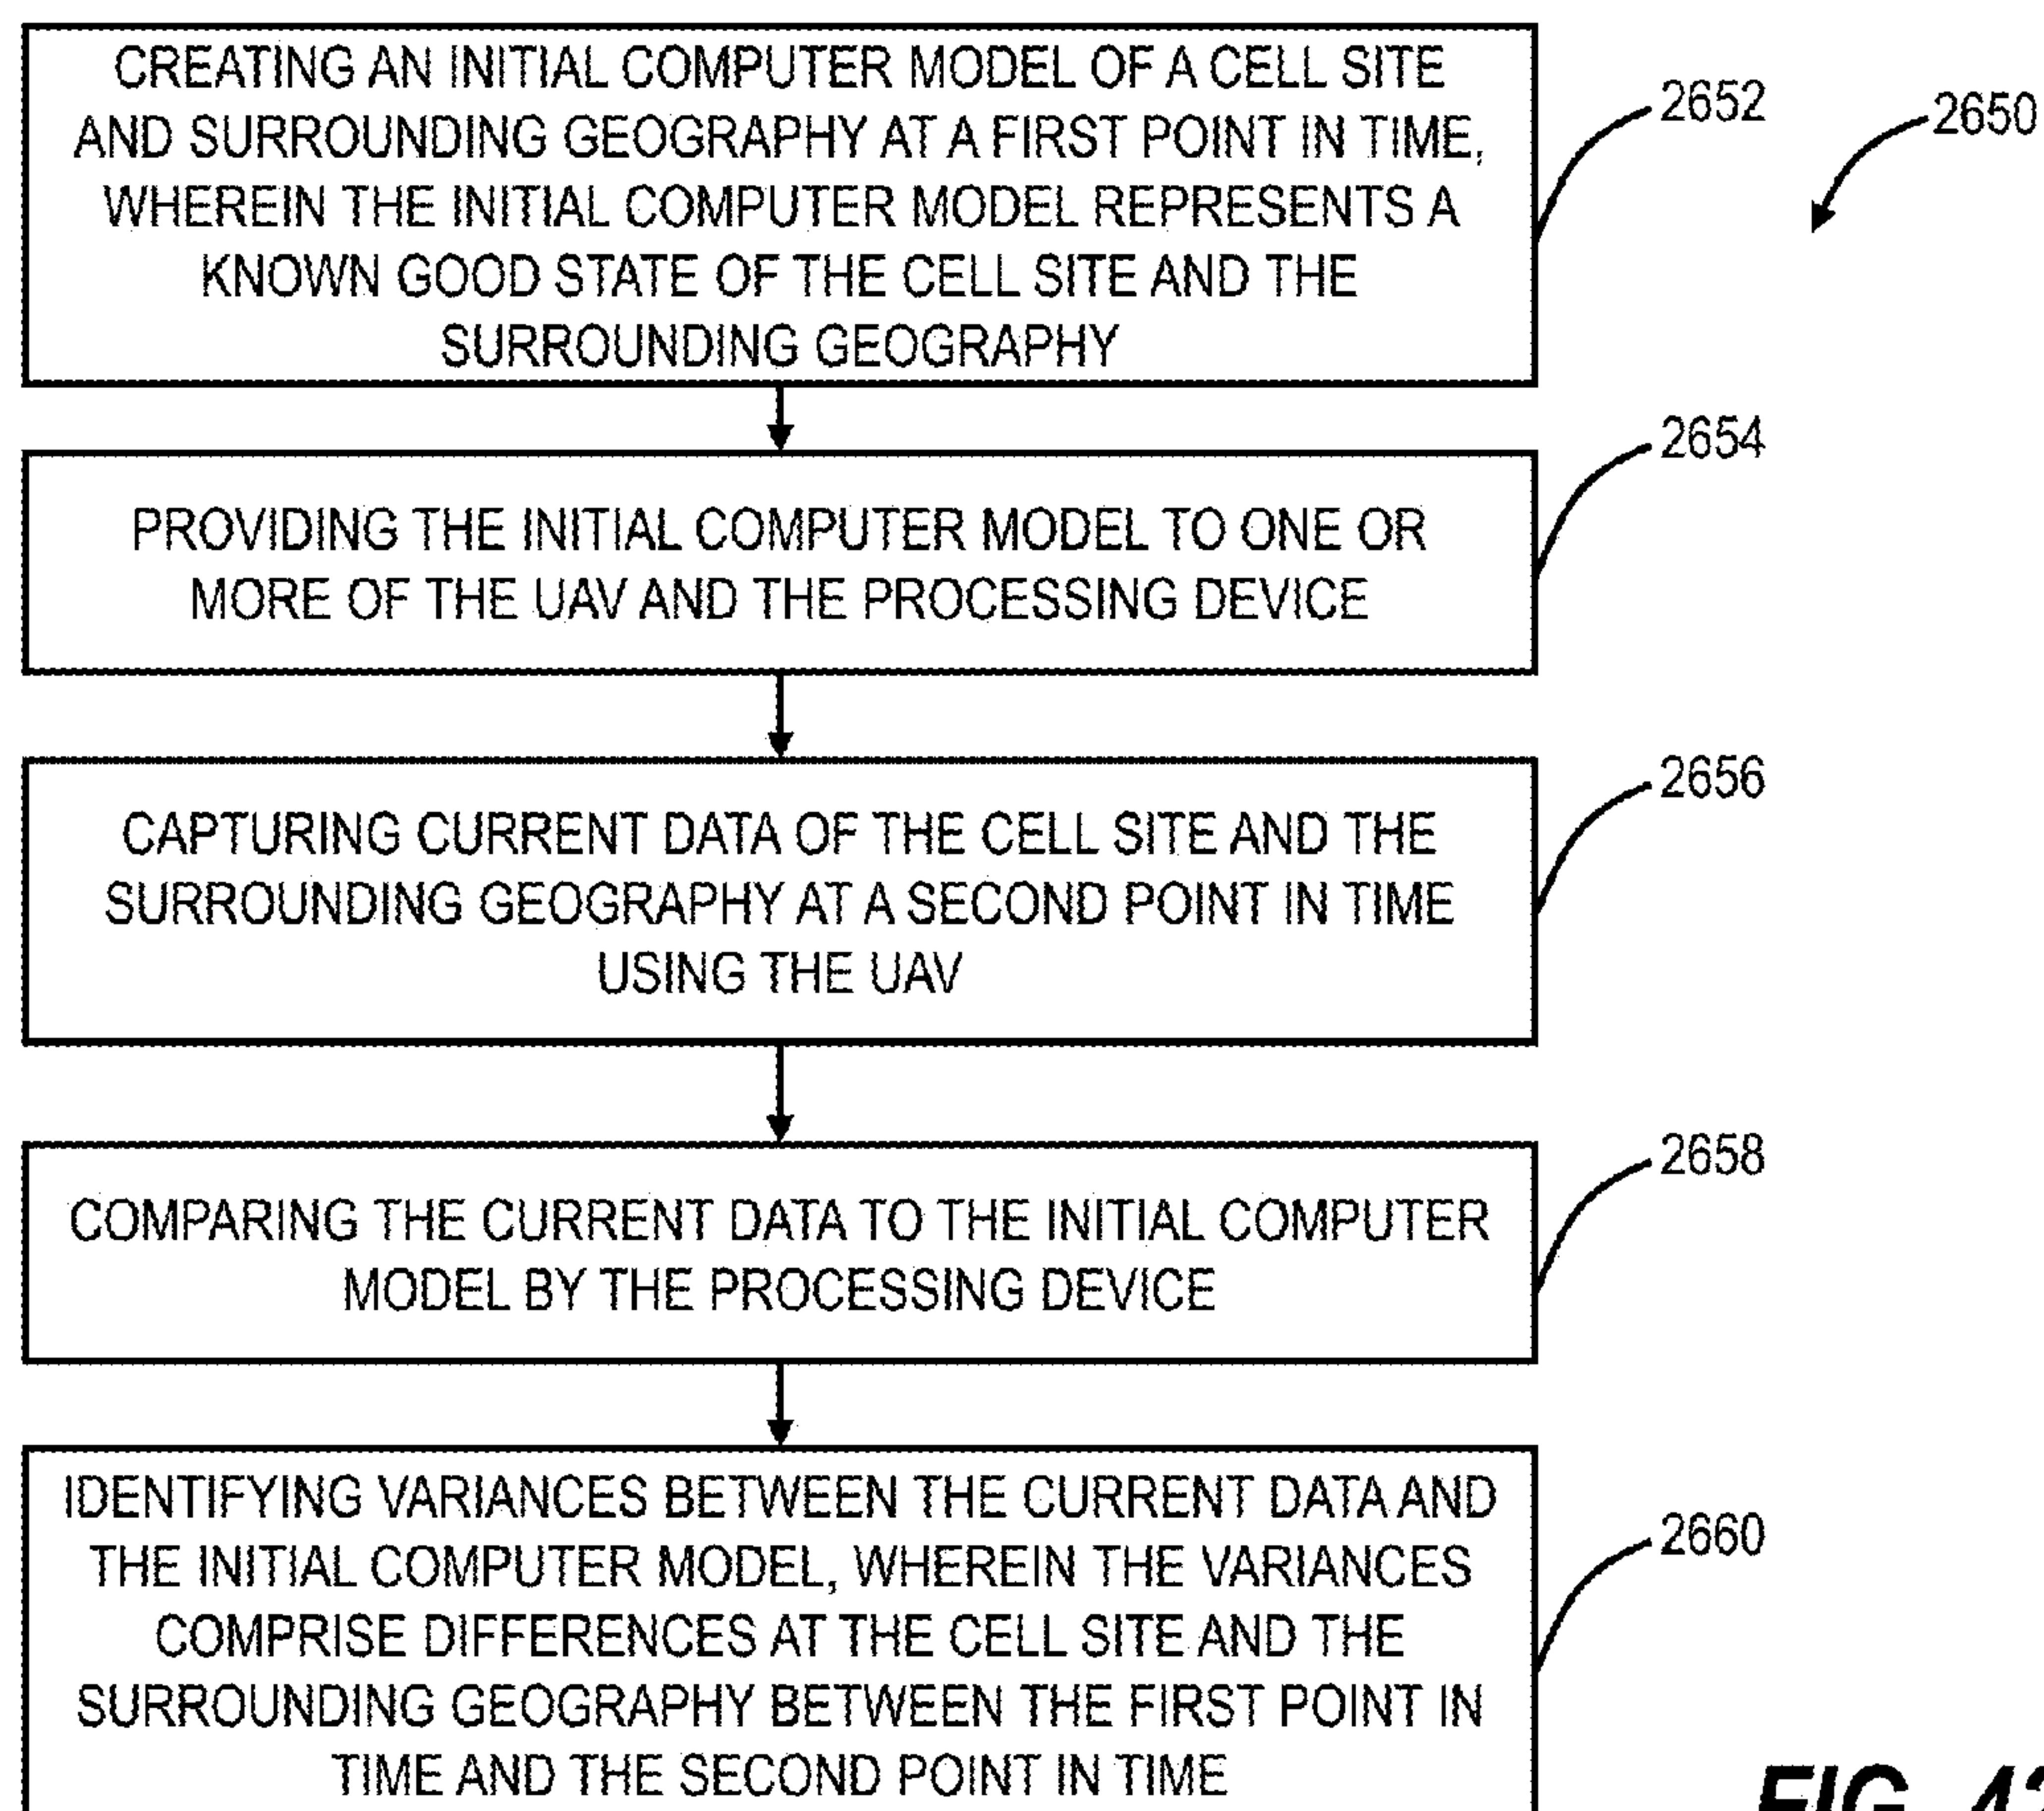 CREATING AN INITIAL COMPUTER MODEL OF A CELL SITE
AND SURROUNDING GEOGRAPHY AT A FIRST POINT IN TIME,
WHEREIN THE INITIAL COMPUTER MODEL REPRESENTS A
KNOWN GOOD STATE OF THE CELL SITE AND THE
SURROUNDING GEOGRAPHY
2652
2650
PROVIDING THE INITIAL COMPUTER MODEL TO ONE OR
MORE OF THE UAV AND THE PROCESSING DEVICE
2654
CAPTURING CURRENT DATA OF THE CELL SITE AND THE
SURROUNDING GEOGRAPHY AT A SECOND POINT IN TIME
USING THE UAV
2656
COMPARING THE CURRENT DATA TO THE INITIAL COMPUTER
MODEL BY THE PROCESSING DEVICE
2658
IDENTIFYING VARIANCES BETWEEN THE CURRENT DATA AND
THE INITIAL COMPUTER MODEL, WHEREIN THE VARIANCES
COMPRISE DIFFERENCES AT THE CELL SITE AND THE
SURROUNDING GEOGRAPHY BETWEEN THE FIRST POINT IN
TIME AND THE SECOND POINT IN TIME
2660
FIG.